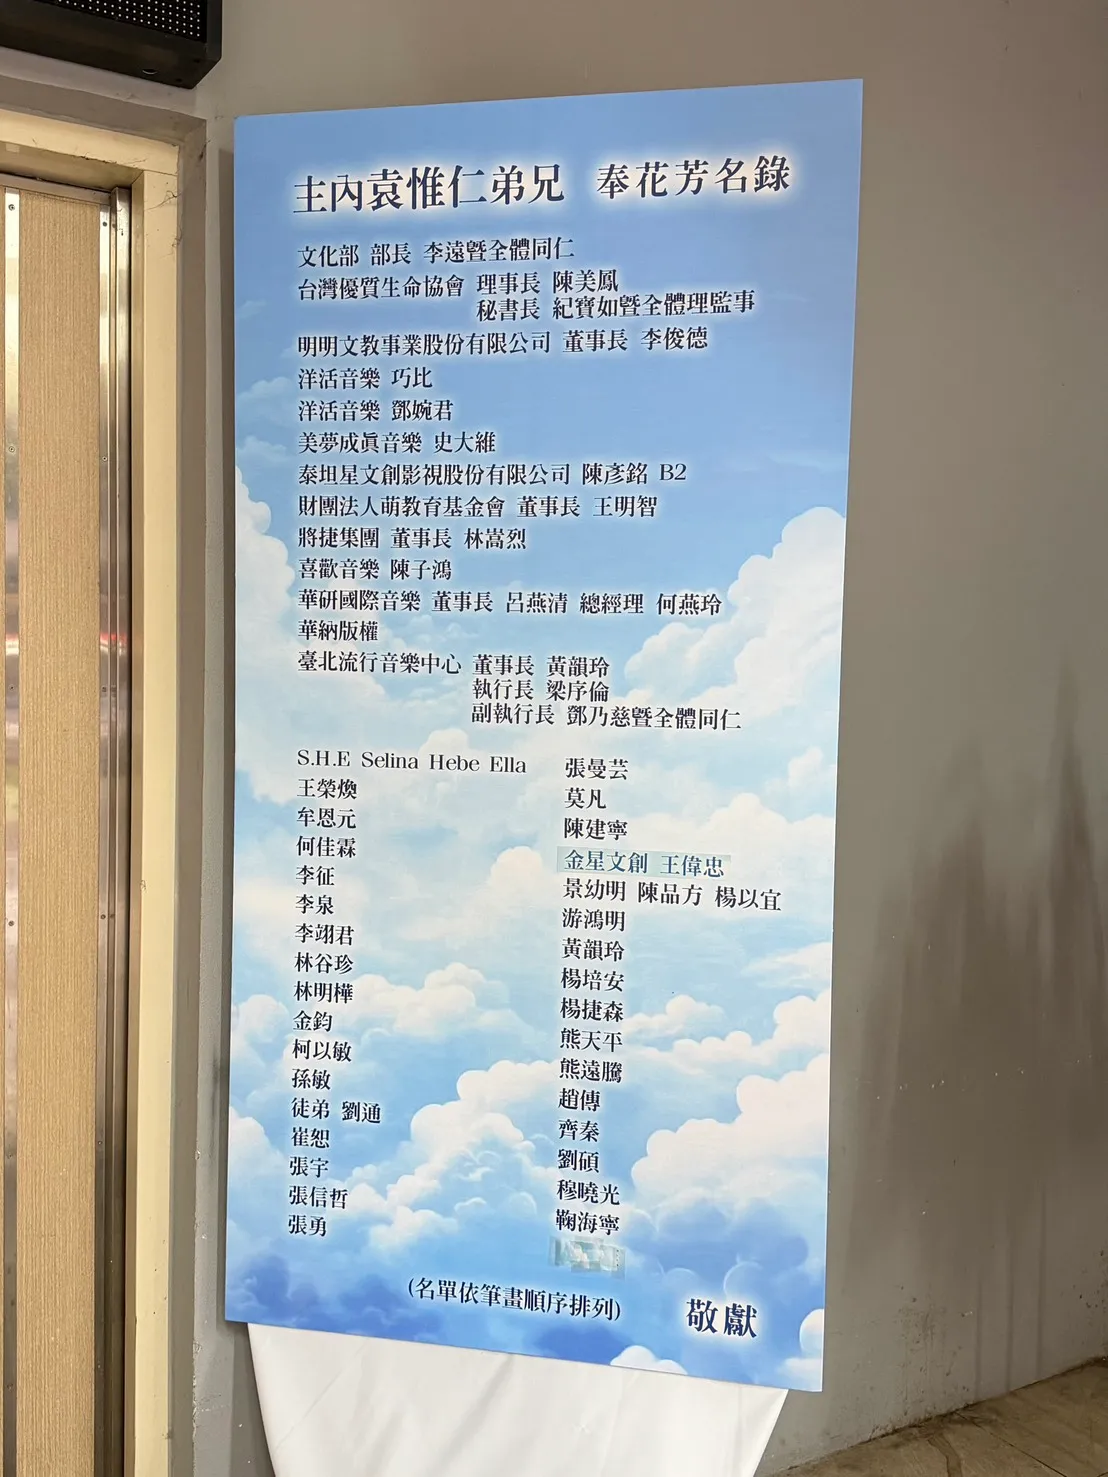 主內袁惟仁弟兄 奉花芳名錄
文化部 部長 李遠暨全體同仁
台灣優質生命協會 理事長 陳美鳳
秘書長 紀寶如暨全體理監事
明明文教事業股份有限公司 董事長 李俊德
洋活音樂 巧比
洋活音樂 鄧婉君
美夢成眞音樂 史大維
泰坦星文創影視股份有限公司 陳彥銘 B2
財團法人萌教育基金會 董事長 王明智
將捷集團 董事長 林嵩烈
喜歡音樂 陳子鴻
華研國際音樂 董事長 呂燕清 總經理 何燕玲
華納版權
臺北流行音樂中心 董事長 黃韻玲
執行長 梁序倫
副執行長 鄧乃慈暨全體同仁
S.H.E Selina Hebe Ella
王榮煥
牟恩元
何佳霖
李征
李泉
李翊君
林谷珍
林明樺
金鈞
柯以敏
孫敏
徒弟 劉通
崔恕
張宇
張信哲
張勇
張曼芸
莫凡
陳建寧
金星文創 王偉忠
景幼明 陳品方 楊以宜
游鴻明
黃韻玲
楊培安
楊捷森
熊天平
熊遠騰
趙傳
齊秦
劉碩
穆曉光
鞠海寧
(名單依筆畫順序排列)
敬獻